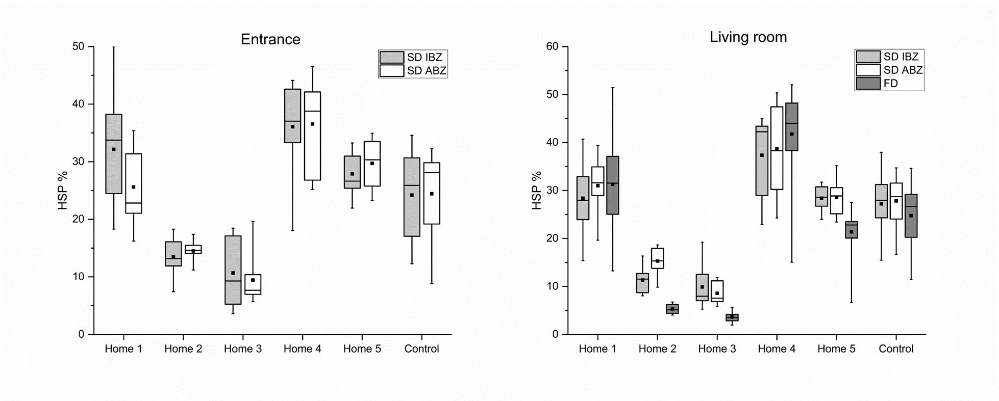 Entrance
SD IBZ
SD ABZ
HSP %
50
40
30
20
10
0
Home 1 Home 2 Home 3 Home 4 Home 5 Control
Living room
SD IBZ
SD ABZ
FD
HSP %
60
50
40
30
20
10
0
Home 1 Home 2 Home 3 Home 4 Home 5 Control